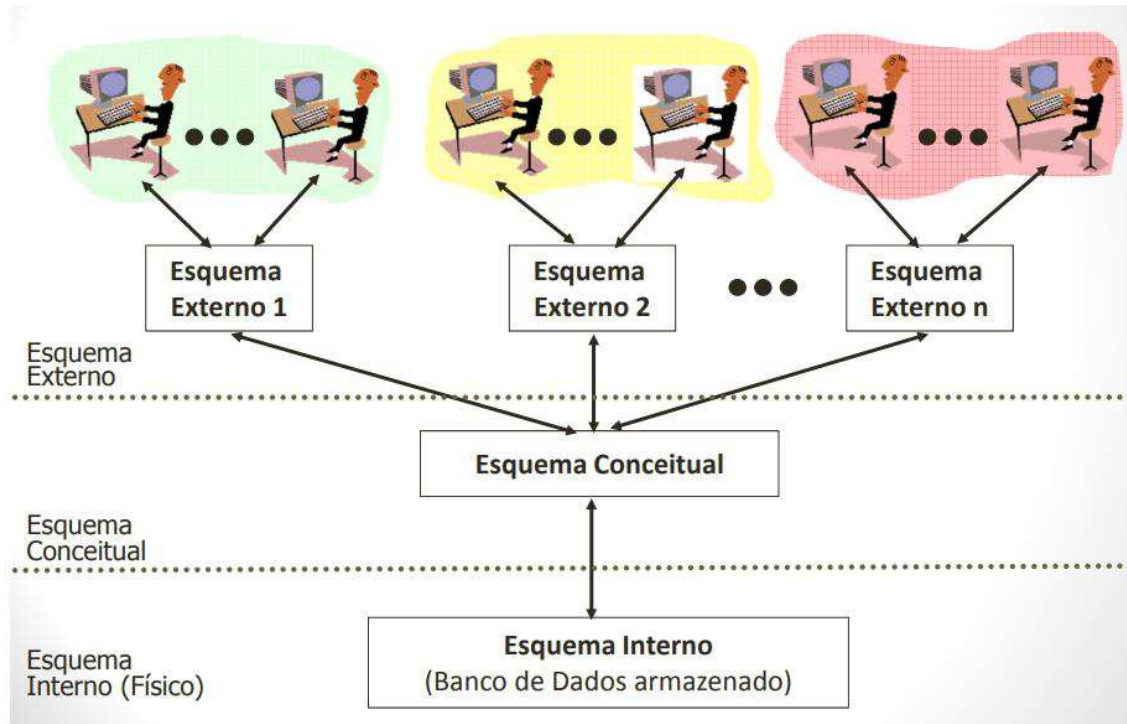 Esquema
Externo 1
Esquema
Externo 2
Esquema
Externo n
Esquema
Externo
Esquema Conceitual
Esquema
Conceitual
Esquema Interno
(Banco de Dados armazenado)
Esquema
Interno (Físico)